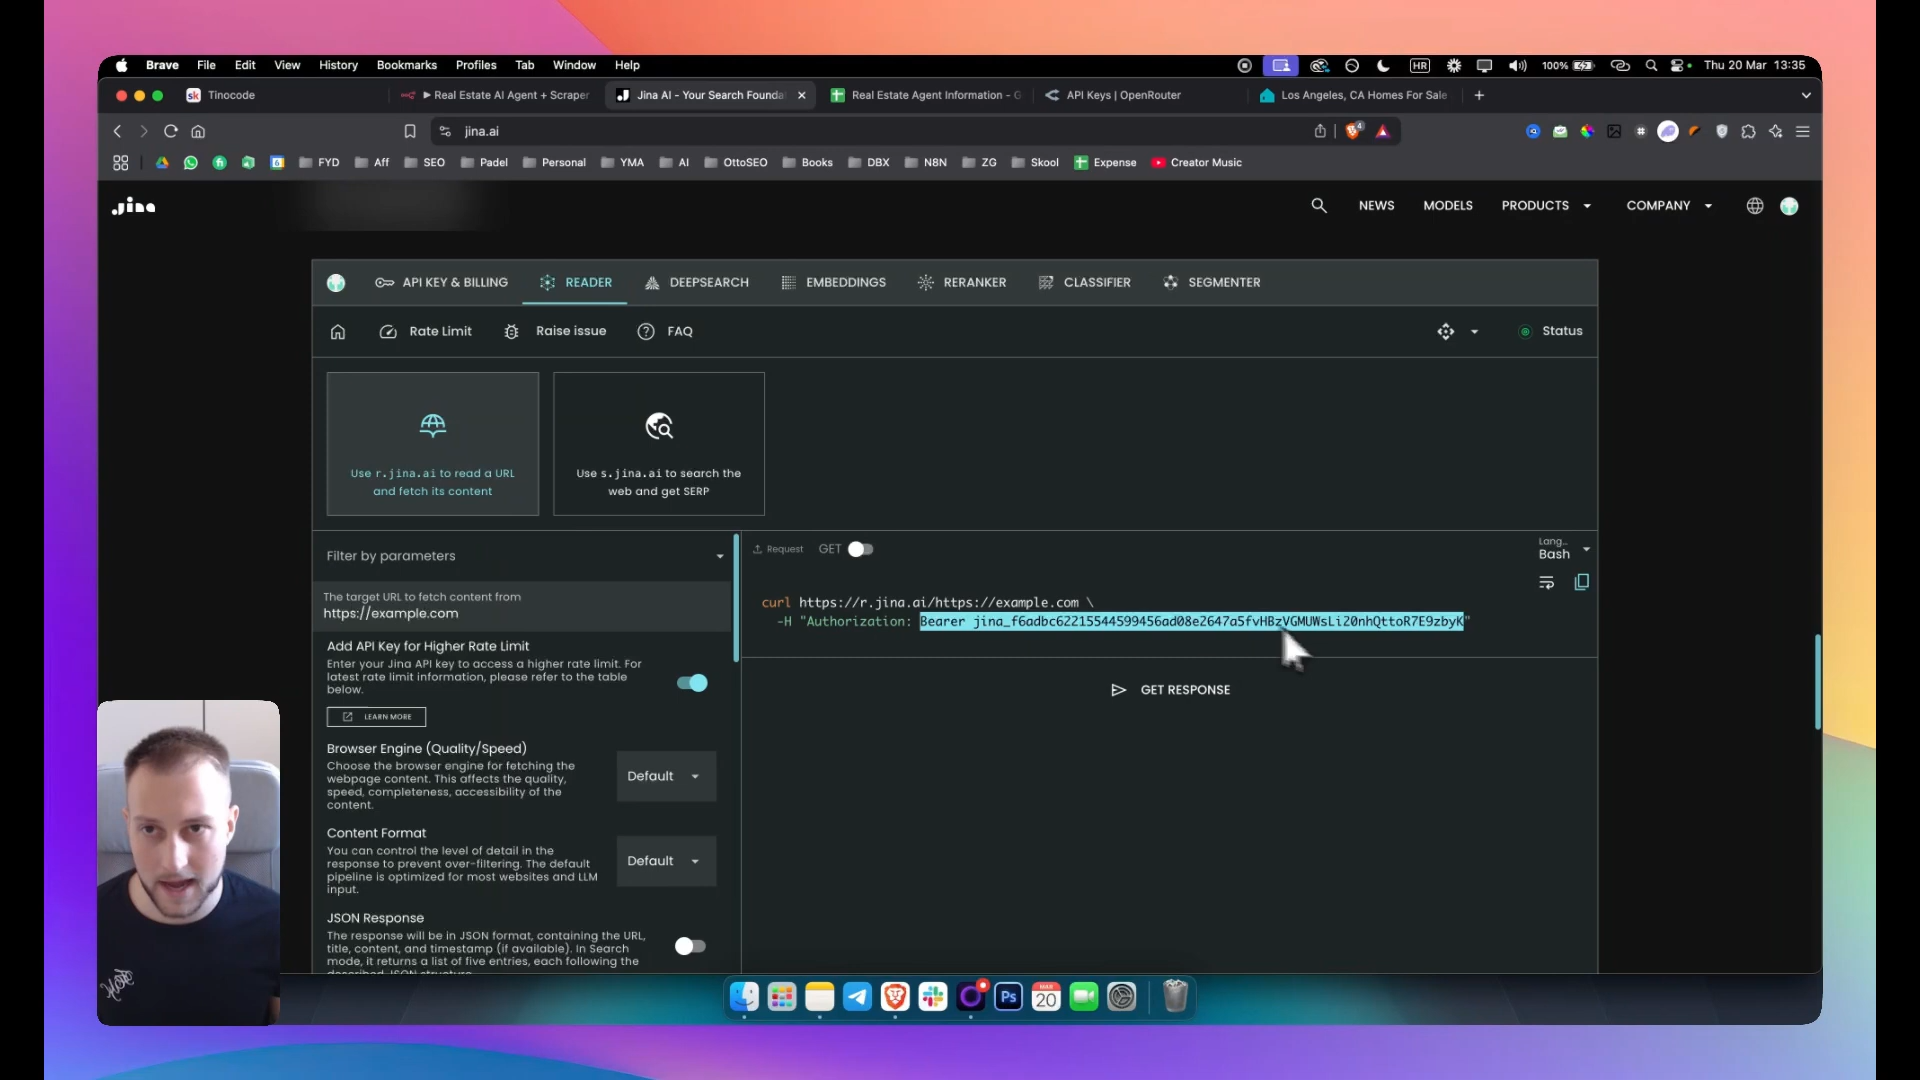 Brave File Edit View History Bookmarks Profiles Tab Window Help HR 100% Thu 20 Mar 13:35
sk Tinocode ▶ Real Estate AI Agent + Scraper Jina AI - Your Search Founda Real Estate Agent Information - G API Keys | OpenRouter Los Angeles, CA Homes For Sale
jina.ai 4
FYD Aff SEO Padel Personal YMA AI OttoSEO Books DBX N8N ZG Skool Expense Creator Music
Jina NEWS MODELS PRODUCTS COMPANY
API KEY & BILLING READER DEEPSEARCH EMBEDDINGS RERANKER CLASSIFIER SEGMENTER
Rate Limit Raise issue FAQ Status
Use r.jina.ai to read a URL
and fetch its content
Use s.jina.ai to search the
web and get SERP
Filter by parameters
The target URL to fetch content from
https://example.com
Add API Key for Higher Rate Limit
Enter your Jina API key to access a higher rate limit. For
latest rate limit information, please refer to the table
below.
LEARN MORE
Browser Engine (Quality/Speed)
Choose the browser engine for fetching the
webpage content. This affects the quality,
speed, completeness, accessibility of the
content.
Default
Content Format
You can control the level of detail in the
response to prevent over-filtering. The default
pipeline is optimized for most websites and LLM
input.
Default
JSON Response
The response will be in JSON format, containing the URL,
title, content, and timestamp (if available). In Search
mode, it returns a list of five entries, each following the
described JSON structure.
Request GET
Lang...
Bash
curl https://r.jina.ai/https://example.com \
-H "Authorization: Bearer jina_f6adbc62215544599456ad08e2647a5fvHBzVGMUWsLi20nhQttoR7E9zbyK"
GET RESPONSE
Ps
MAR
20